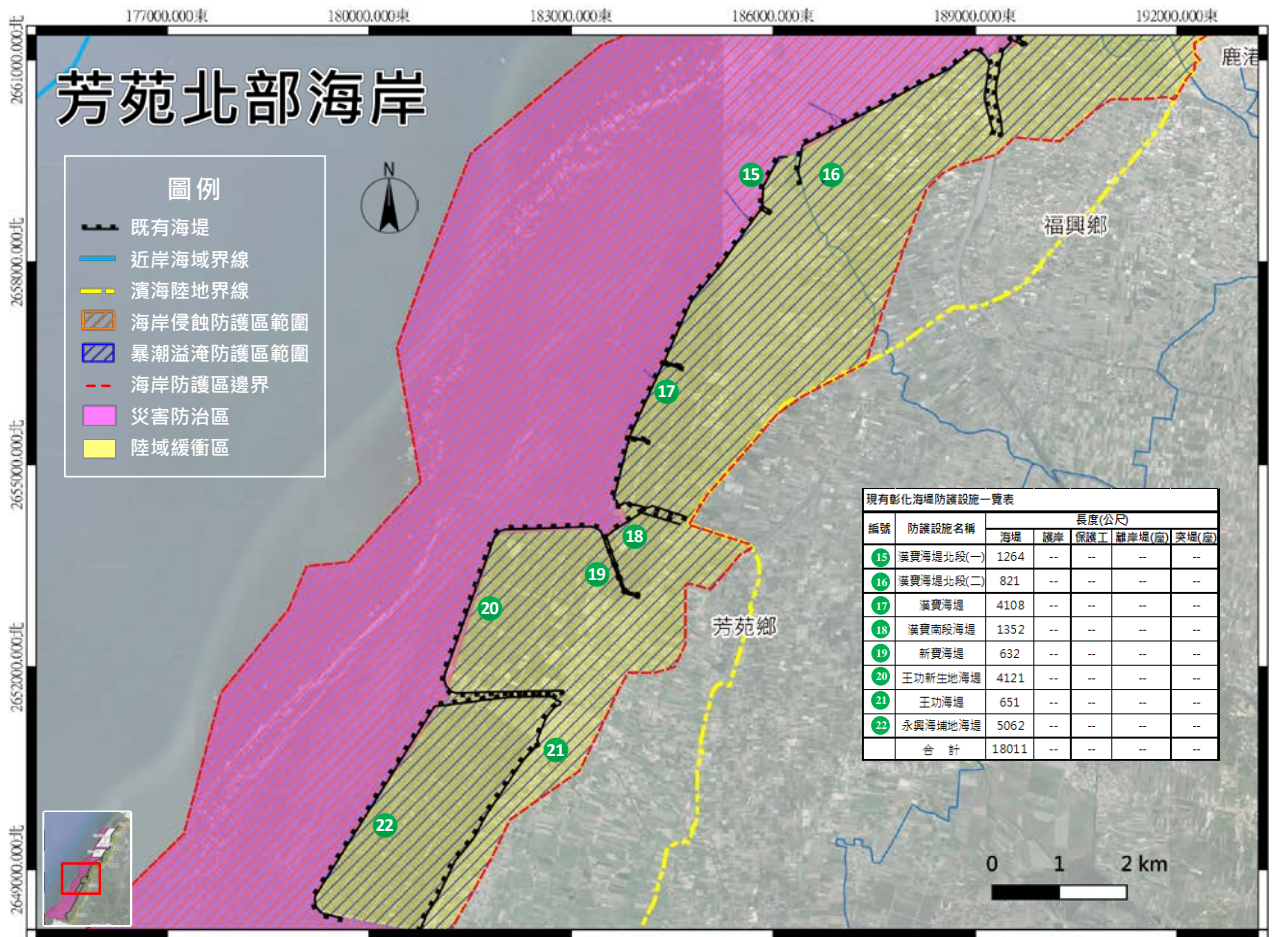 177000.000東 180000.000東 183000.000東 186000.000東 189000.000東 192000.000東
2661000.000北
2658000.000北
2655000.000北
2652000.000北
2649000.000北
芳苑北部海岸
N
圖例
既有海堤
近岸海域界線
濱海陸地界線
海岸侵蝕防護區範圍
暴潮溢淹防護區範圍
海岸防護區邊界
災害防治區
陸域緩衝區
鹿港
福興鄉
芳苑鄉
15
16
17
18
19
20
21
22
現有彰化海堤防護設施一覽表
編號 防護設施名稱 長度(公尺)
海堤 護岸 保護工 離岸堤(座) 突堤(座)
15 漢寶海堤北段(一) 1264 -- -- -- --
16 漢寶海堤北段(二) 821 -- -- -- --
17 漢寶海堤 4108 -- -- -- --
18 漢寶南段海堤 1352 -- -- -- --
19 新寶海堤 632 -- -- -- --
20 王功新生地海堤 4121 -- -- -- --
21 王功海堤 651 -- -- -- --
22 永興海埔地海堤 5062 -- -- -- --
合 計 18011 -- -- -- --
0 1 2 km